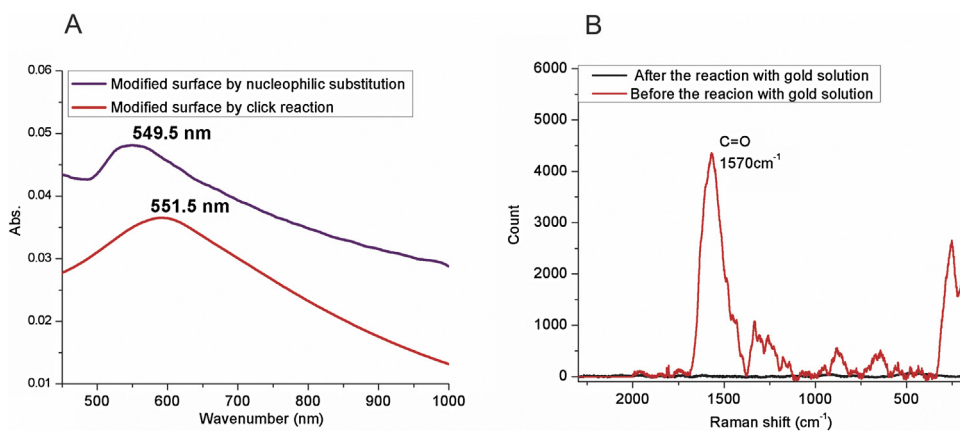 A
Modified surface by nucleophilic substitution
Modified surface by click reaction
549.5 nm
551.5 nm
0.06
0.05
0.04
0.03
0.02
0.01
Abs.
500 600 700 800 900 1000
Wavenumber (nm)
B
After the reaction with gold solution
Before the reacion with gold solution
C=O
1570cm⁻¹
6000
5000
4000
3000
2000
1000
0
Count
2000 1500 1000 500
Raman shift (cm⁻¹)